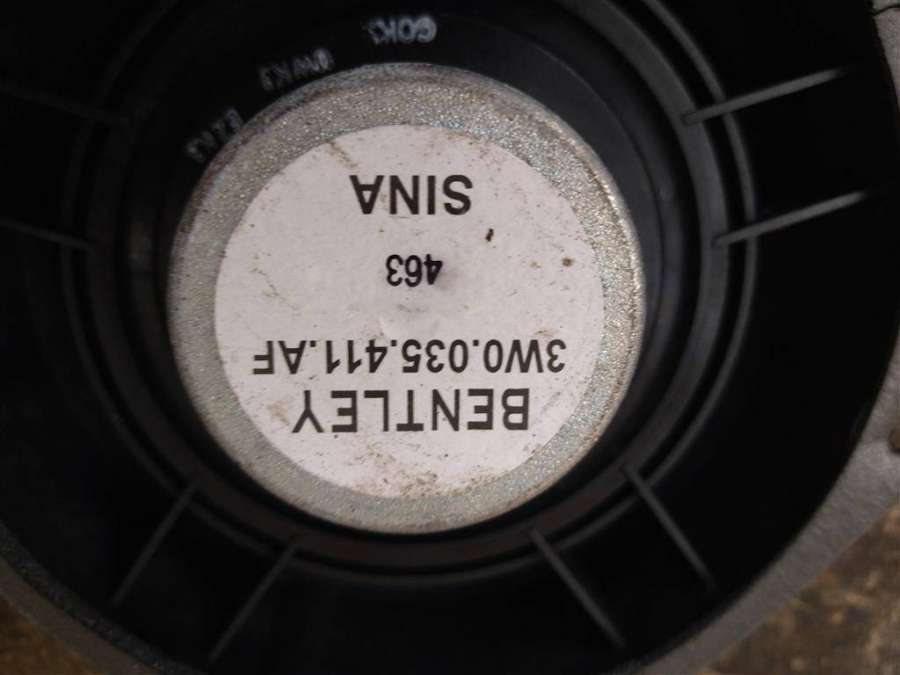 BENTLEY
3W0.035.411.AF
463
SINA